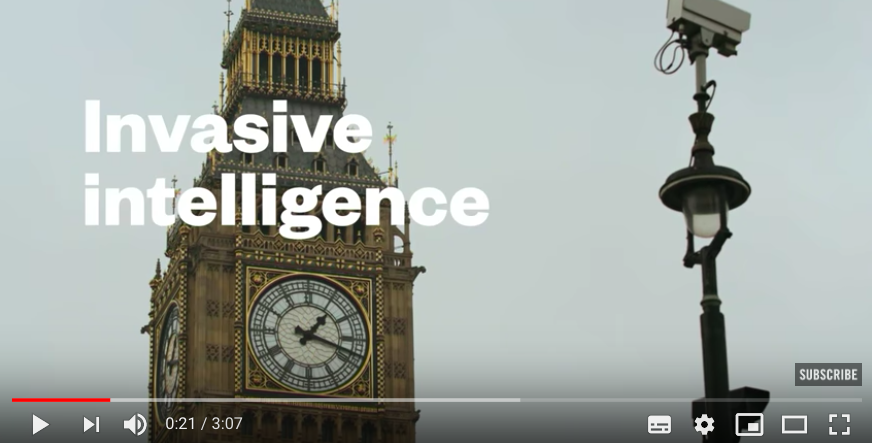 Invasive
intelligence
SUBSCRIBE
0:21 / 3:07